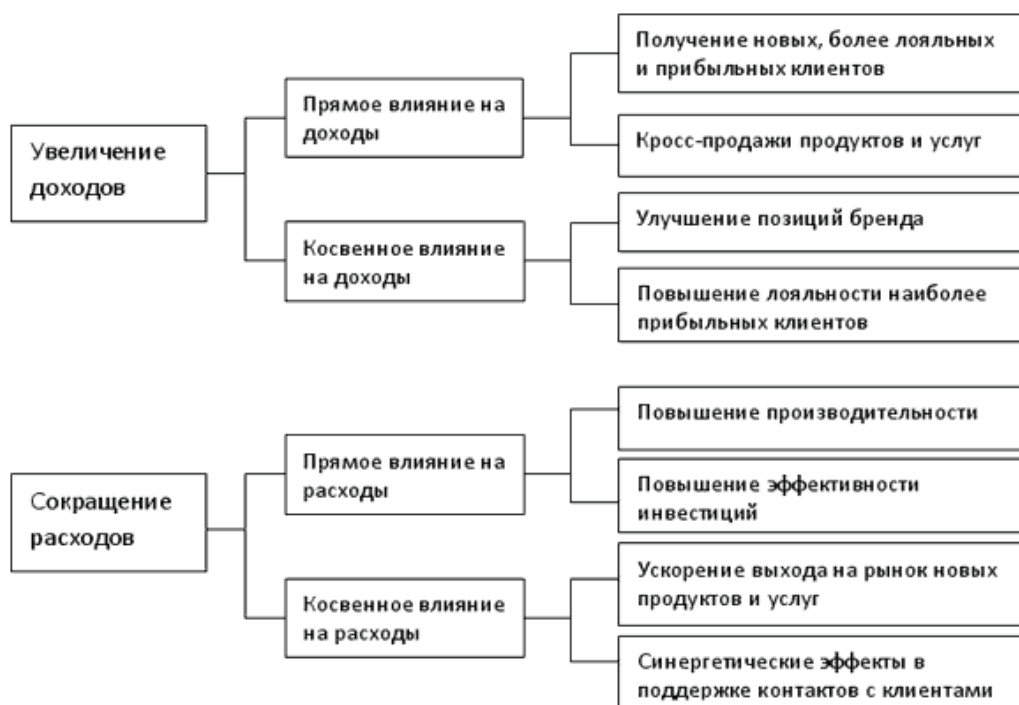 Увеличение
доходов
Прямое влияние на
доходы
Получение новых, более лояльных
и прибыльных клиентов
Кросс-продажи продуктов и услуг
Косвенное влияние
на доходы
Улучшение позиций бренда
Повышение лояльности наиболее
прибыльных клиентов
Сокращение
расходов
Прямое влияние на
расходы
Повышение производительности
Повышение эффективности
инвестиций
Косвенное влияние
на расходы
Ускорение выхода на рынок новых
продуктов и услуг
Синергетические эффекты в
поддержке контактов с клиентами